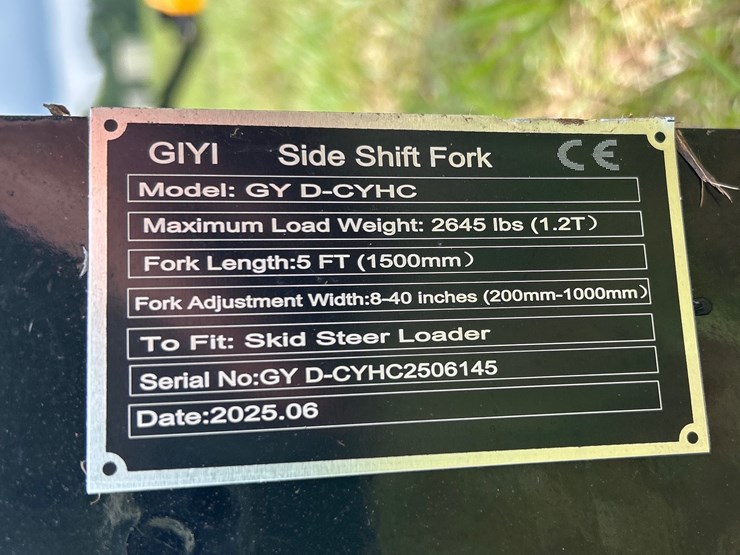 GIYI Side Shift Fork CE
Model: GY D-CYHC
Maximum Load Weight: 2645 lbs (1.2T)
Fork Length:5 FT (1500mm)
Fork Adjustment Width:8-40 inches (200mm-1000mm)
To Fit: Skid Steer Loader
Serial No:GY D-CYHC2506145
Date:2025.06